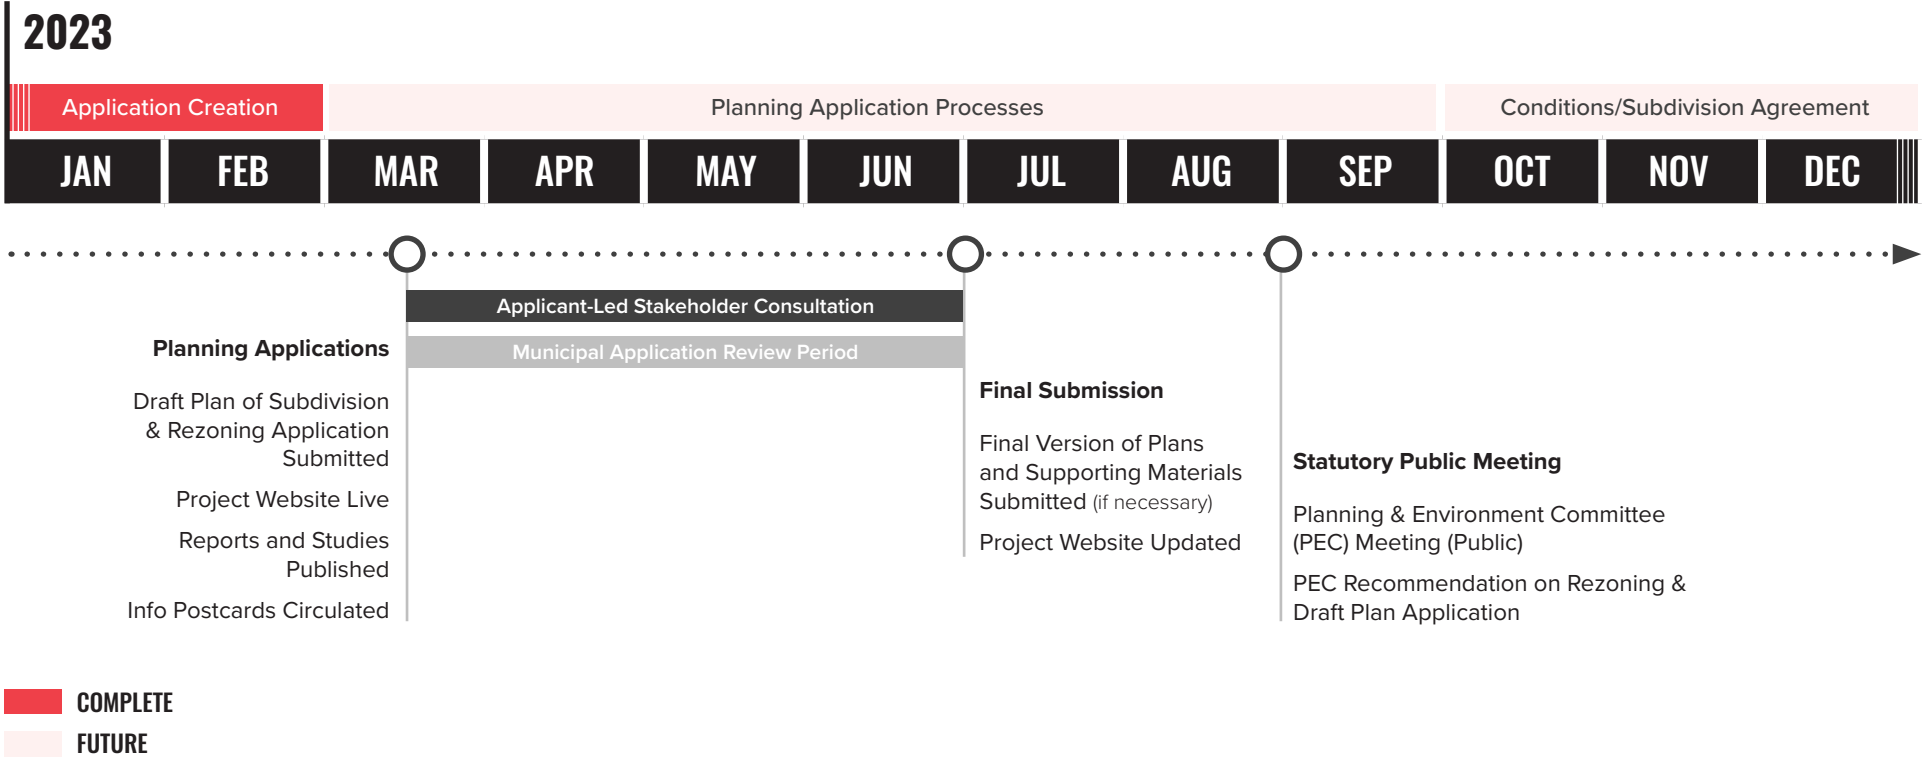 2023
Application Creation
Planning Application Processes
Conditions/Subdivision Agreement
JAN
FEB
MAR
APR
MAY
JUN
JUL
AUG
SEP
OCT
NOV
DEC
Applicant-Led Stakeholder Consultation
Municipal Application Review Period
Planning Applications
Draft Plan of Subdivision
& Rezoning Application
Submitted
Project Website Live
Reports and Studies
Published
Info Postcards Circulated
Final Submission
Final Version of Plans
and Supporting Materials
Submitted (if necessary)
Project Website Updated
Statutory Public Meeting
Planning & Environment Committee
(PEC) Meeting (Public)
PEC Recommendation on Rezoning &
Draft Plan Application
COMPLETE
FUTURE